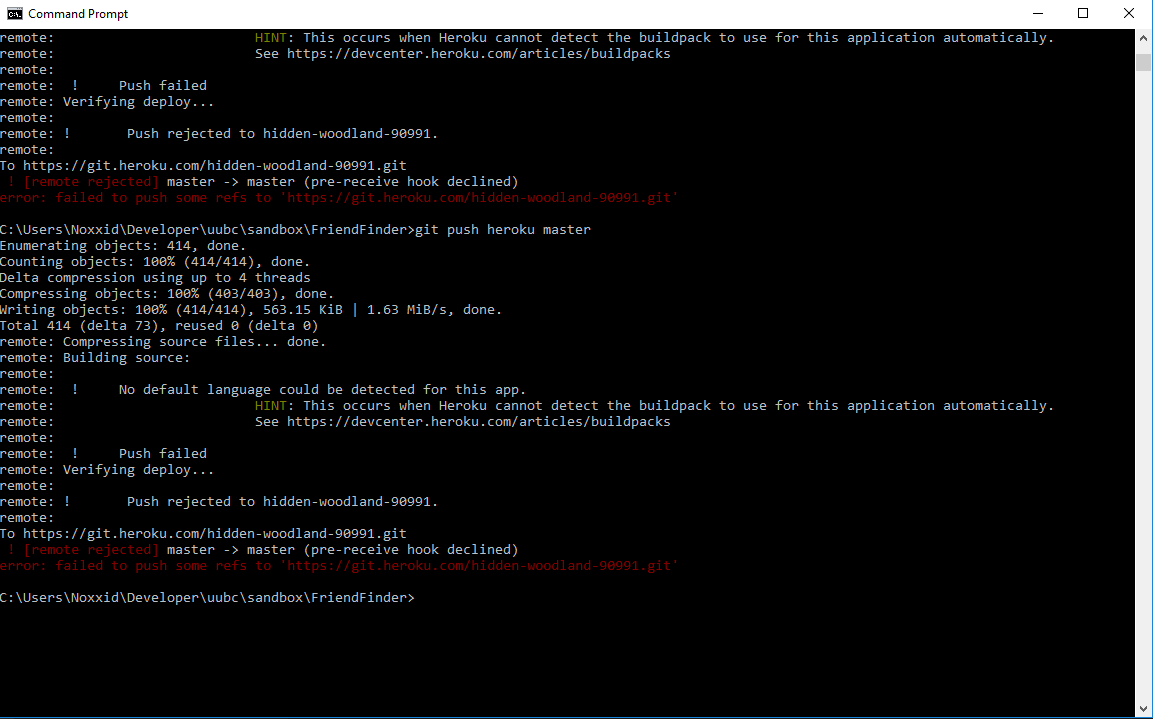 Command Prompt
remote:                         HINT: This occurs when Heroku cannot detect the buildpack to use for this application automatically.
remote:                         See https://devcenter.heroku.com/articles/buildpacks
remote:
remote:  !     Push failed
remote: Verifying deploy...
remote:
remote: !       Push rejected to hidden-woodland-90991.
remote:
To https://git.heroku.com/hidden-woodland-90991.git
 ! [remote rejected] master -> master (pre-receive hook declined)
error: failed to push some refs to 'https://git.heroku.com/hidden-woodland-90991.git'
C:\Users\Noxxid\Developer\uubc\sandbox\FriendFinder>git push heroku master
Enumerating objects: 414, done.
Counting objects: 100% (414/414), done.
Delta compression using up to 4 threads
Compressing objects: 100% (403/403), done.
Writing objects: 100% (414/414), 563.15 KiB | 1.63 MiB/s, done.
Total 414 (delta 73), reused 0 (delta 0)
remote: Compressing source files... done.
remote: Building source:
remote:
remote:  !     No default language could be detected for this app.
remote:                         HINT: This occurs when Heroku cannot detect the buildpack to use for this application automatically.
remote:                         See https://devcenter.heroku.com/articles/buildpacks
remote:
remote:  !     Push failed
remote: Verifying deploy...
remote:
remote: !       Push rejected to hidden-woodland-90991.
remote:
To https://git.heroku.com/hidden-woodland-90991.git
 ! [remote rejected] master -> master (pre-receive hook declined)
error: failed to push some refs to 'https://git.heroku.com/hidden-woodland-90991.git'
C:\Users\Noxxid\Developer\uubc\sandbox\FriendFinder>